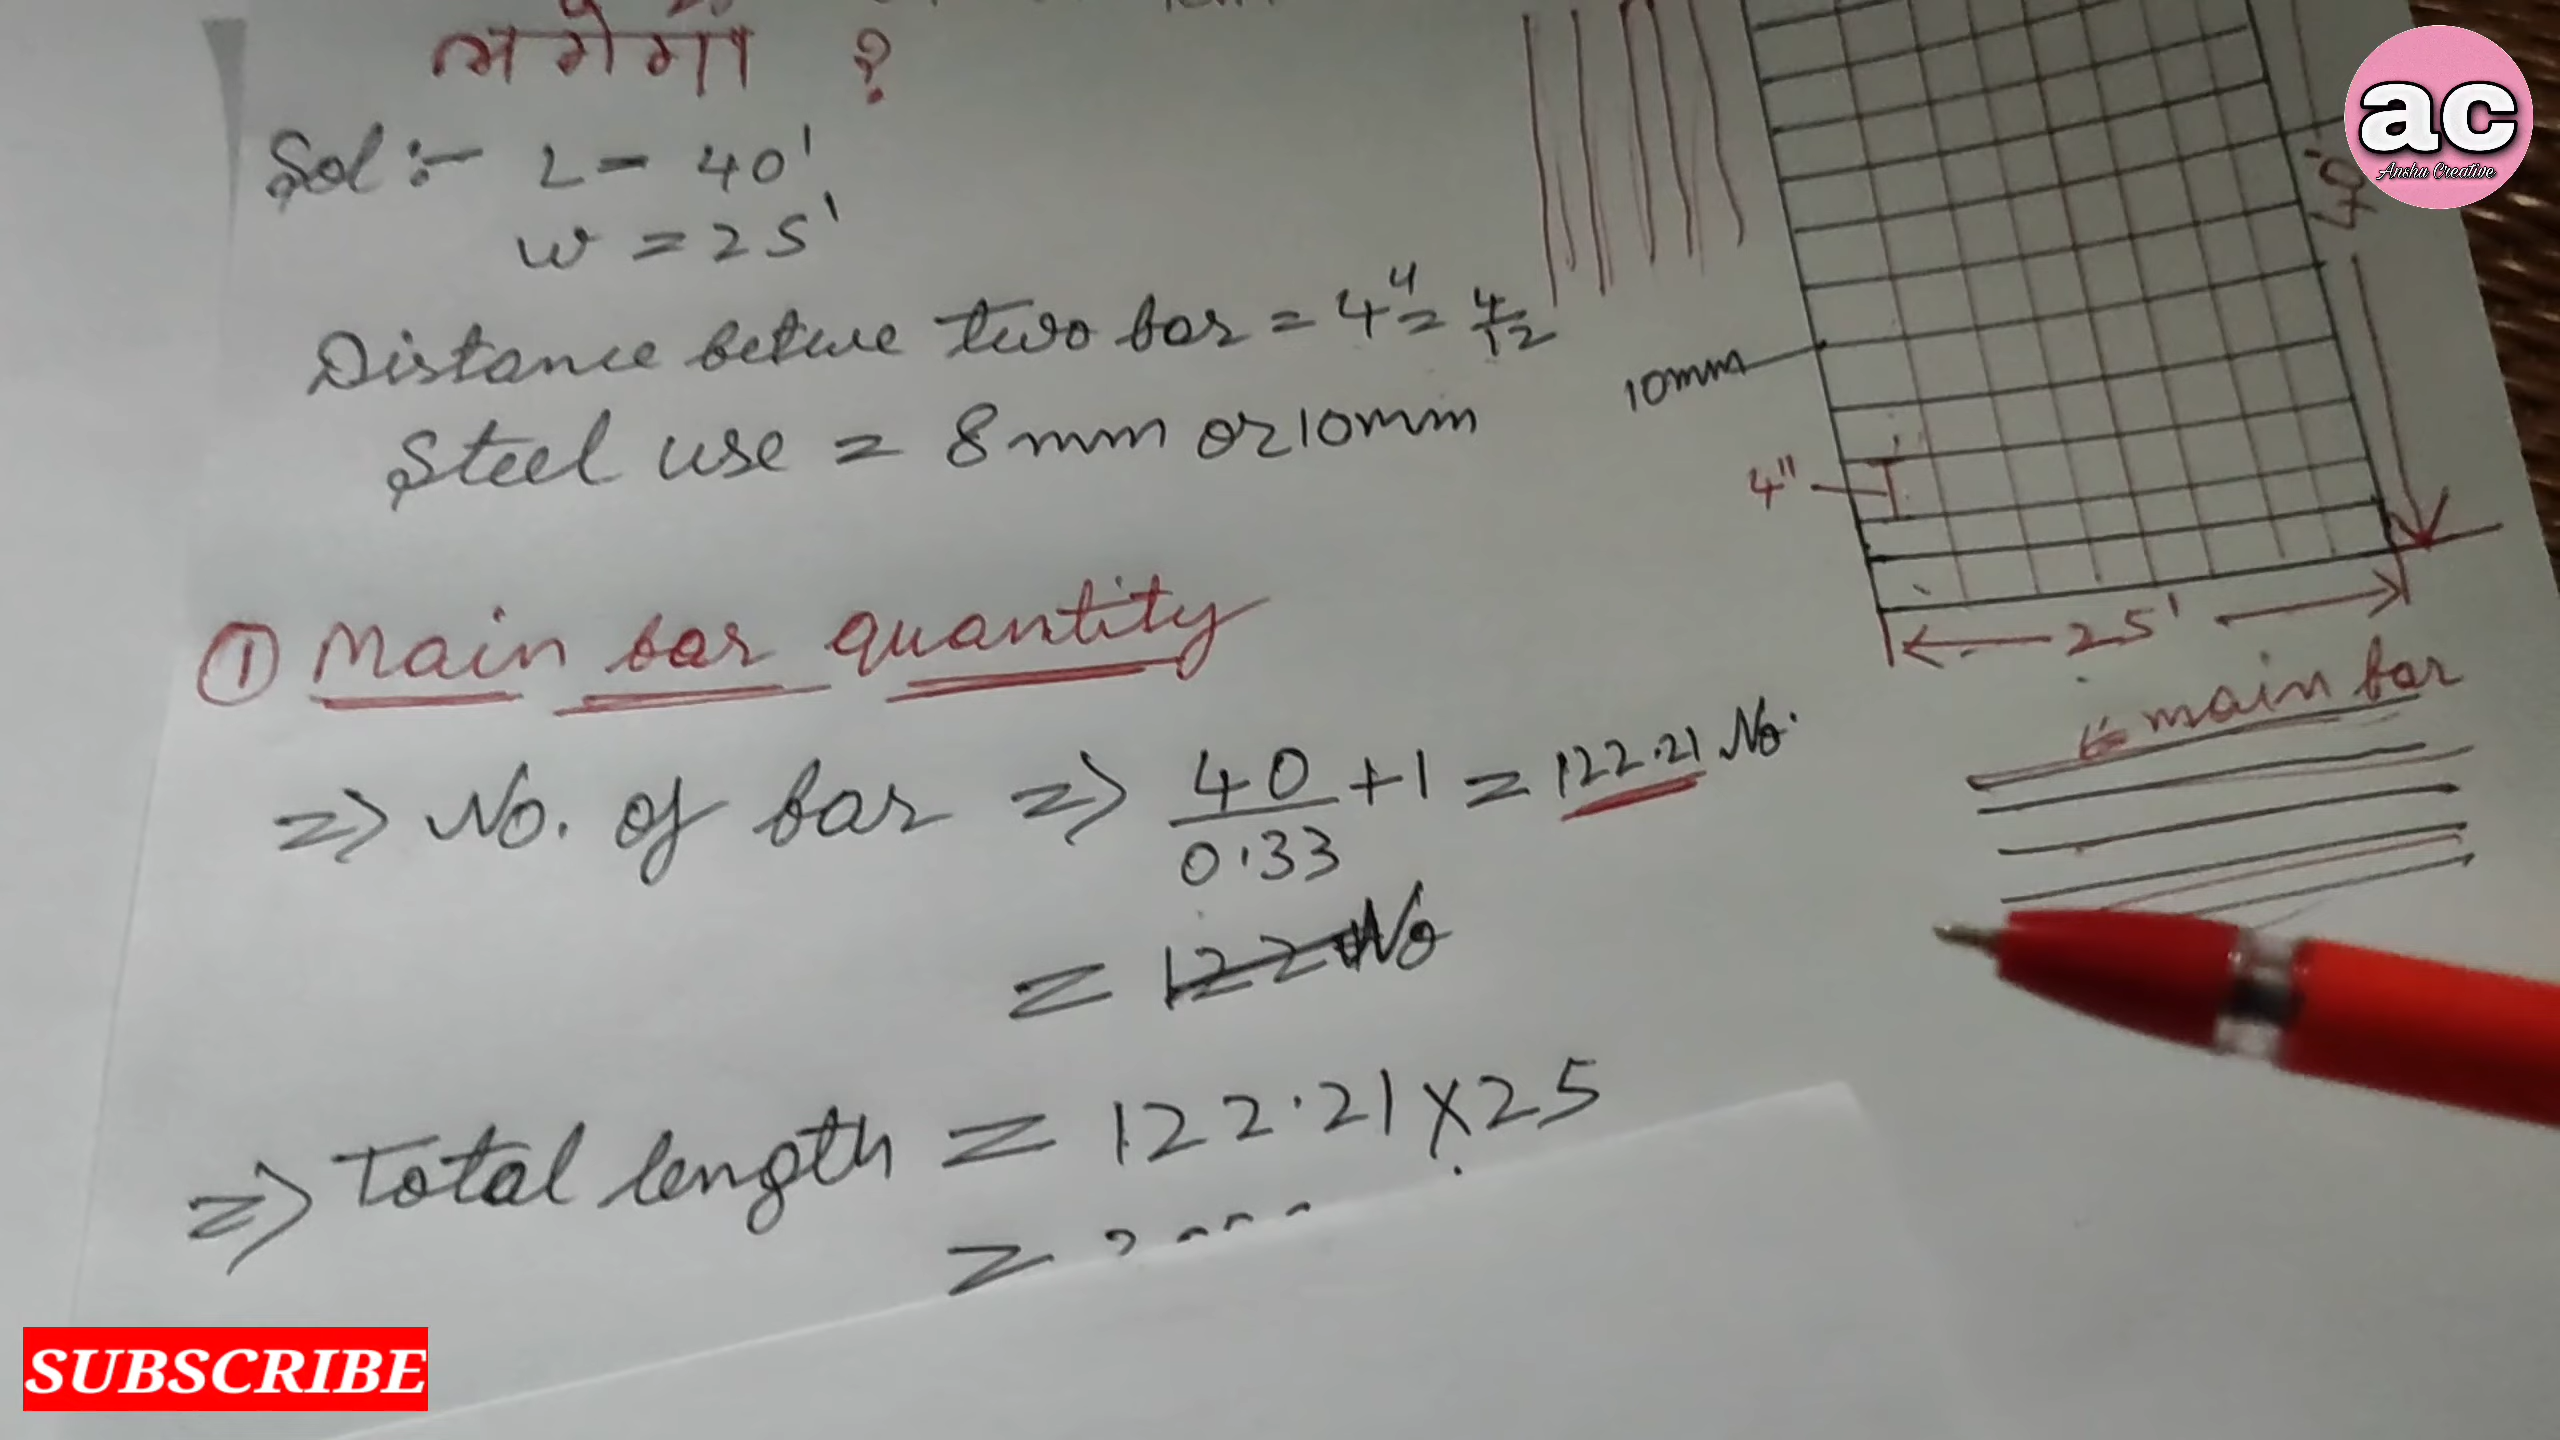 लगेगा ?
Sol :- L - 40'
W = 25'
Distance betwe two bar = 4" = 4/12
Steel use = 8mm or 10mm
① Main bar quantity
=> No. of bar => 40/0.33 + 1 = 122.21 No.
= 122 No
=> Total length = 122.21 x 25
=
10mm
4"
40'
25'
main bar
ac
Anshu Creative
SUBSCRIBE